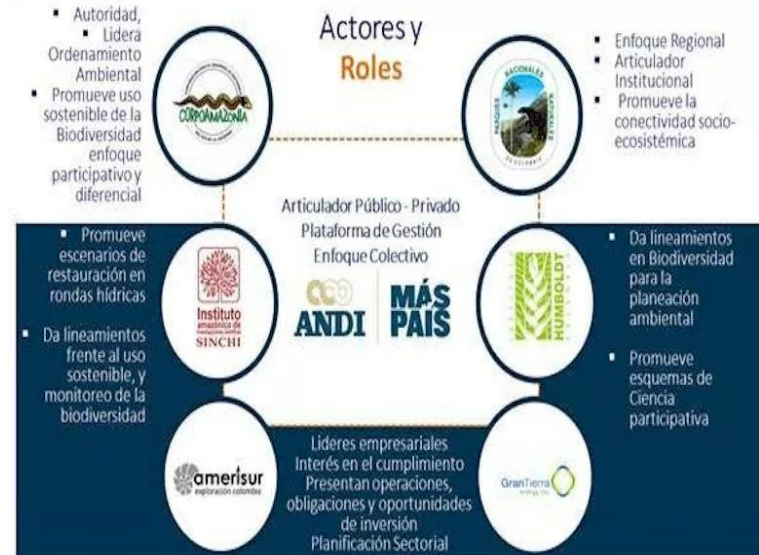 Actores y
Roles
▪ Autoridad,
▪ Lidera
Ordenamiento
Ambiental
▪ Promueve uso
sostenible de la
Biodiversidad
enfoque
participativo y
diferencial
CORPOAMAZONIA
PARQUES NACIONALES NATURALES
DE COLOMBIA
▪ Enfoque Regional
▪ Articulador
Institucional
▪ Promueve la
conectividad socio-
ecosistémica
Articulador Público - Privado
Plataforma de Gestión
Enfoque Colectivo
ANDI
MÁS
PAÍS
▪ Promueve
escenarios de
restauración en
rondas hídricas
▪ Da lineamientos
frente al uso
sostenible, y
monitoreo de la
biodiversidad
Instituto
amazónico de
investigaciones científicas
SINCHI
HUMBOLDT
▪ Da lineamientos
en Biodiversidad
para la
planeación
ambiental
▪ Promueve
esquemas de
Ciencia
participativa
amerisur
exploración colombia
Lideres empresariales
Interés en el cumplimiento
Presentan operaciones,
obligaciones y oportunidades
de inversión
Planificación Sectorial
GranTierra